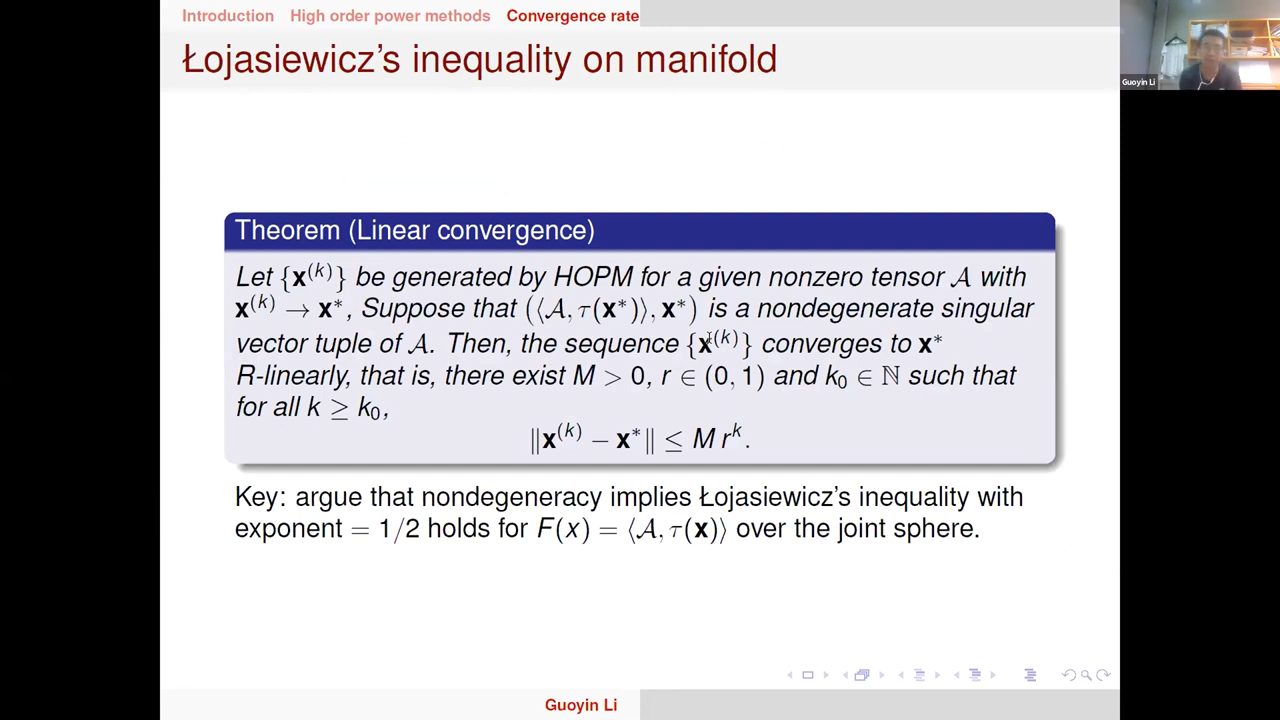 Introduction High order power methods Convergence rate
Łojasiewicz's inequality on manifold
Guoyin Li
Theorem (Linear convergence)
Let {x^(k)} be generated by HOPM for a given nonzero tensor 𝒜 with
x^(k) → x*, Suppose that (⟨𝒜, τ(x*)⟩, x*) is a nondegenerate singular
vector tuple of 𝒜. Then, the sequence {x^(k)} converges to x*
R-linearly, that is, there exist M > 0, r ∈ (0, 1) and k₀ ∈ ℕ such that
for all k ≥ k₀,
‖x^(k) − x*‖ ≤ M r^k.
Key: argue that nondegeneracy implies Łojasiewicz's inequality with
exponent = 1/2 holds for F(x) = ⟨𝒜, τ(x)⟩ over the joint sphere.
Guoyin Li